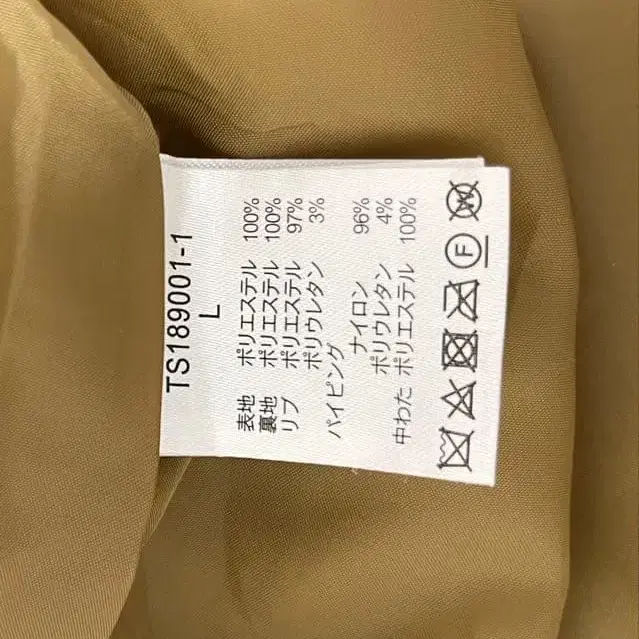 TS189001-1
L
表地 ポリエステル 100%
裏地 ポリエステル 100%
リブ ポリエステル 97%
ポリウレタン 3%
パイピング
ナイロン 96%
ポリウレタン 4%
中わた ポリエステル 100%
F W